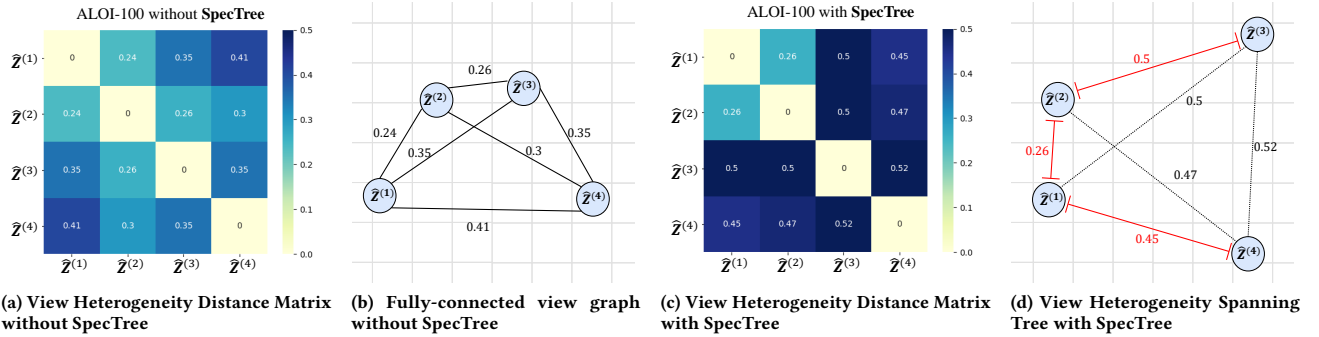 ALOI-100 without SpecTree
Ẑ⁽¹⁾ 0 0.24 0.35 0.41
Ẑ⁽²⁾ 0.24 0 0.26 0.3
Ẑ⁽³⁾ 0.35 0.26 0 0.35
Ẑ⁽⁴⁾ 0.41 0.3 0.35 0
Ẑ⁽¹⁾ Ẑ⁽²⁾ Ẑ⁽³⁾ Ẑ⁽⁴⁾
0.5
0.4
0.3
0.2
0.1
0.0
(a) View Heterogeneity Distance Matrix
without SpecTree
0.26
Ẑ⁽²⁾ Ẑ⁽³⁾
0.24 0.35 0.3 0.35
Ẑ⁽¹⁾ Ẑ⁽⁴⁾
0.41
(b) Fully-connected view graph
without SpecTree
ALOI-100 with SpecTree
Ẑ⁽¹⁾ 0 0.26 0.5 0.45
Ẑ⁽²⁾ 0.26 0 0.5 0.47
Ẑ⁽³⁾ 0.5 0.5 0 0.52
Ẑ⁽⁴⁾ 0.45 0.47 0.52 0
Ẑ⁽¹⁾ Ẑ⁽²⁾ Ẑ⁽³⁾ Ẑ⁽⁴⁾
0.5
0.4
0.3
0.2
0.1
0.0
(c) View Heterogeneity Distance Matrix
with SpecTree
Ẑ⁽³⁾
0.5
Ẑ⁽²⁾ 0.5
0.26 0.52
0.47
Ẑ⁽¹⁾
0.45
Ẑ⁽⁴⁾
(d) View Heterogeneity Spanning
Tree with SpecTree